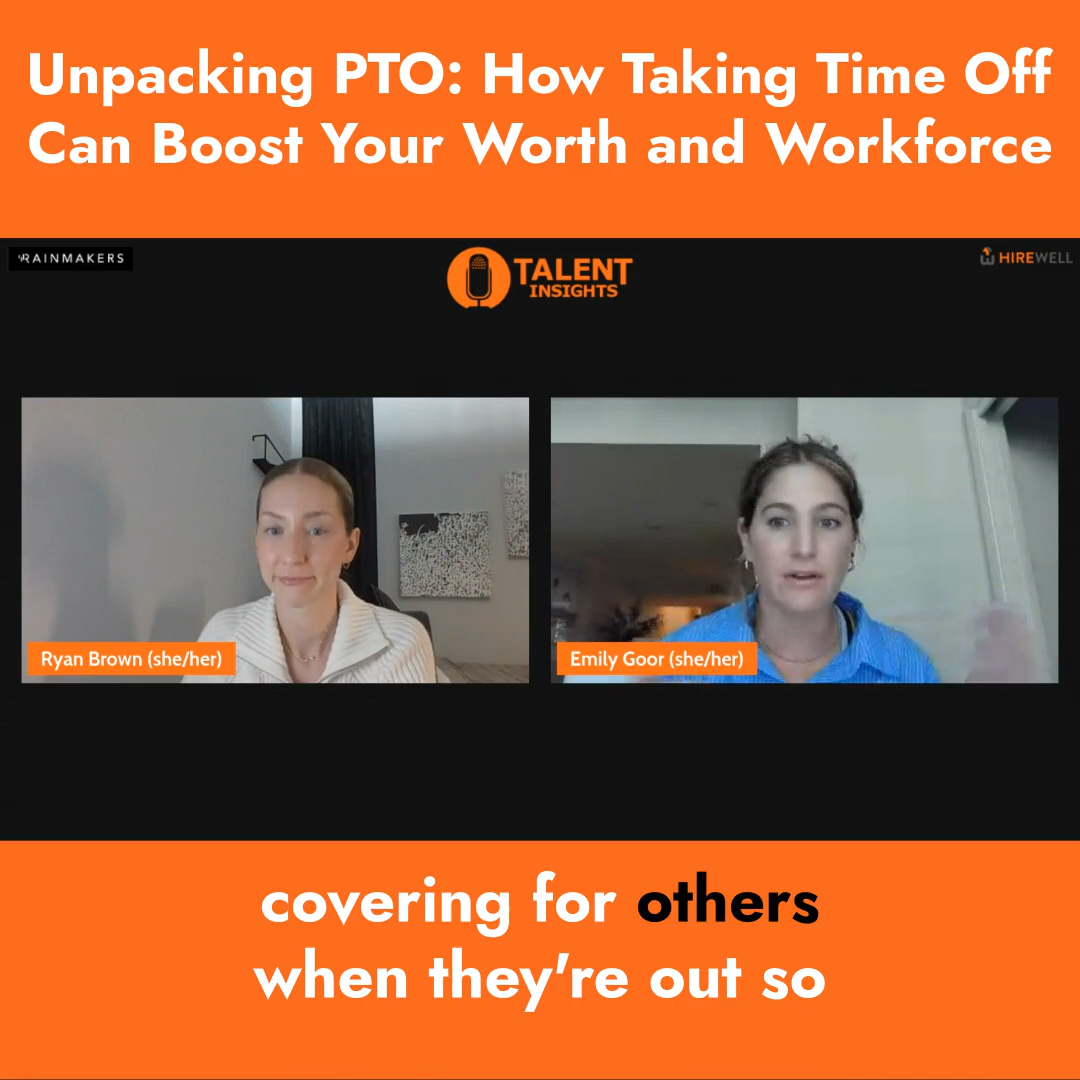 Unpacking PTO: How Taking Time Off
Can Boost Your Worth and Workforce
RAINMAKERS
TALENT
INSIGHTS
HIREWELL
Ryan Brown (she/her)
Emily Goor (she/her)
covering for others
when they're out so